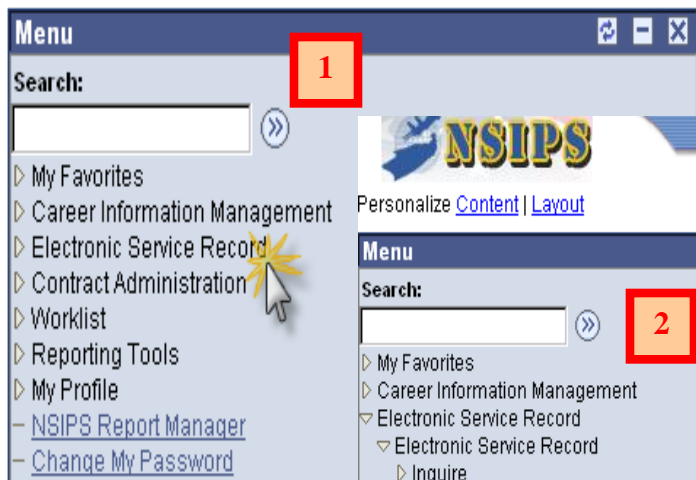 Menu
1
Search:
My Favorites
Career Information Management
Electronic Service Record
Contract Administration
Worklist
Reporting Tools
My Profile
NSIPS Report Manager
Change My Password
NSIPS
Personalize Content | Layout
Menu
Search:
2
My Favorites
Career Information Management
Electronic Service Record
Electronic Service Record
Inquire